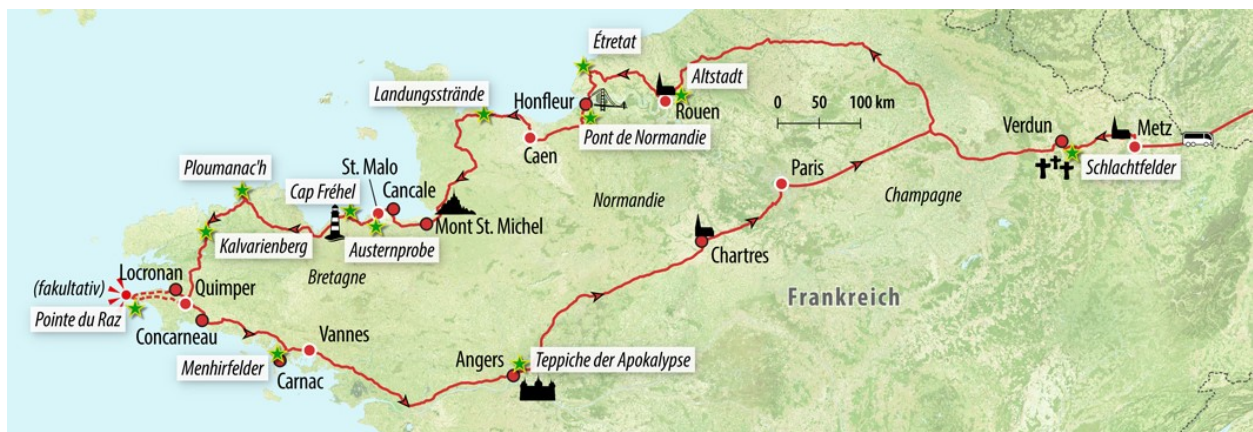 Étretat
Altstadt
Landungsstrände
Honfleur
Rouen
0 50 100 km
Pont de Normandie
Caen
Verdun
Metz
Schlachtfelder
Ploumanac'h
St. Malo
Cap Fréhel
Cancale
Paris
Normandie
Champagne
Mont St. Michel
Kalvarienberg
Austernprobe
Chartres
Bretagne
Locronan
(fakultativ)
Quimper
Frankreich
Pointe du Raz
Concarneau
Vannes
Menhirfelder
Carnac
Angers
Teppiche der Apokalypse